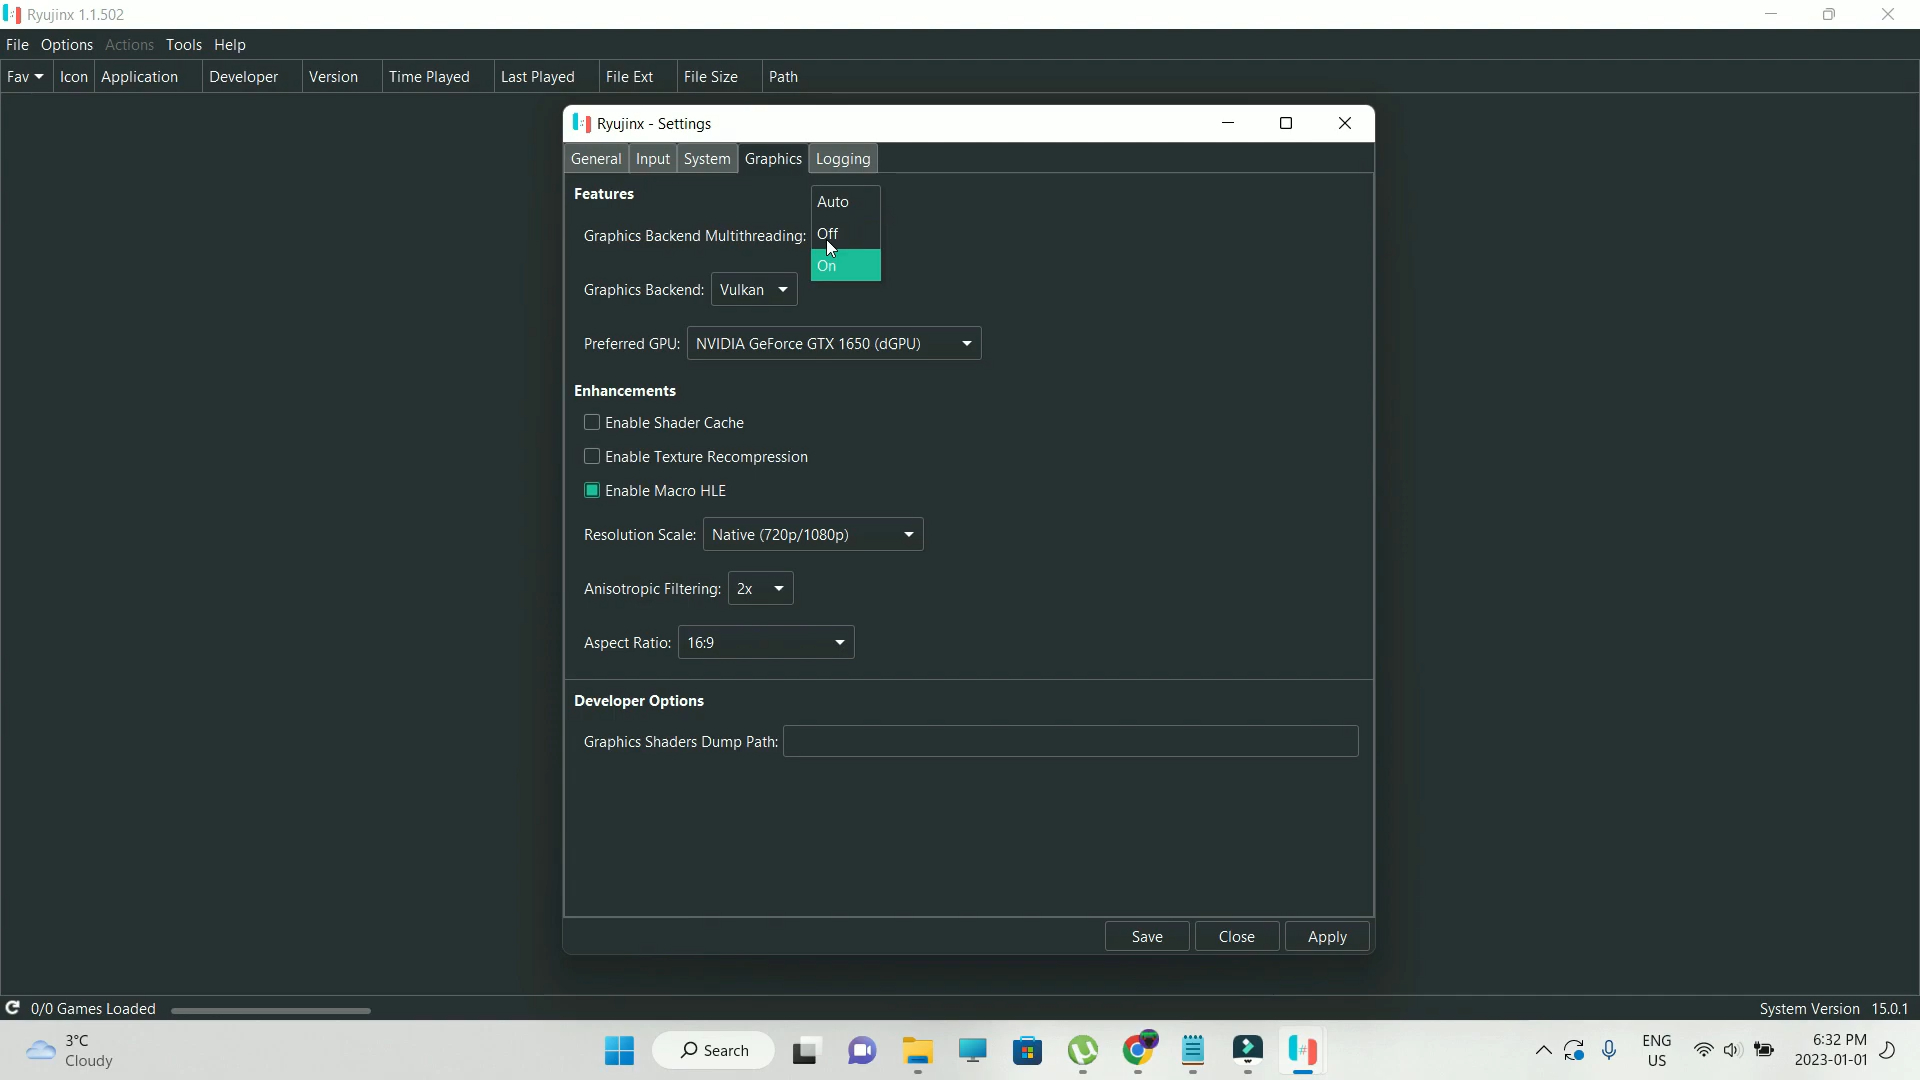 Ryujinx 1.1.502
File Options Actions Tools Help
Fav Icon Application Developer Version Time Played Last Played File Ext File Size Path
Ryujinx - Settings
General Input System Graphics Logging
Features
Auto
Graphics Backend Multithreading: Off
On
Graphics Backend: Vulkan
Preferred GPU: NVIDIA GeForce GTX 1650 (dGPU)
Enhancements
Enable Shader Cache
Enable Texture Recompression
Enable Macro HLE
Resolution Scale: Native (720p/1080p)
Anisotropic Filtering: 2x
Aspect Ratio: 16:9
Developer Options
Graphics Shaders Dump Path:
Save Close Apply
0/0 Games Loaded System Version 15.0.1
3°C
Cloudy
Search
ENG
US
6:32 PM
2023-01-01